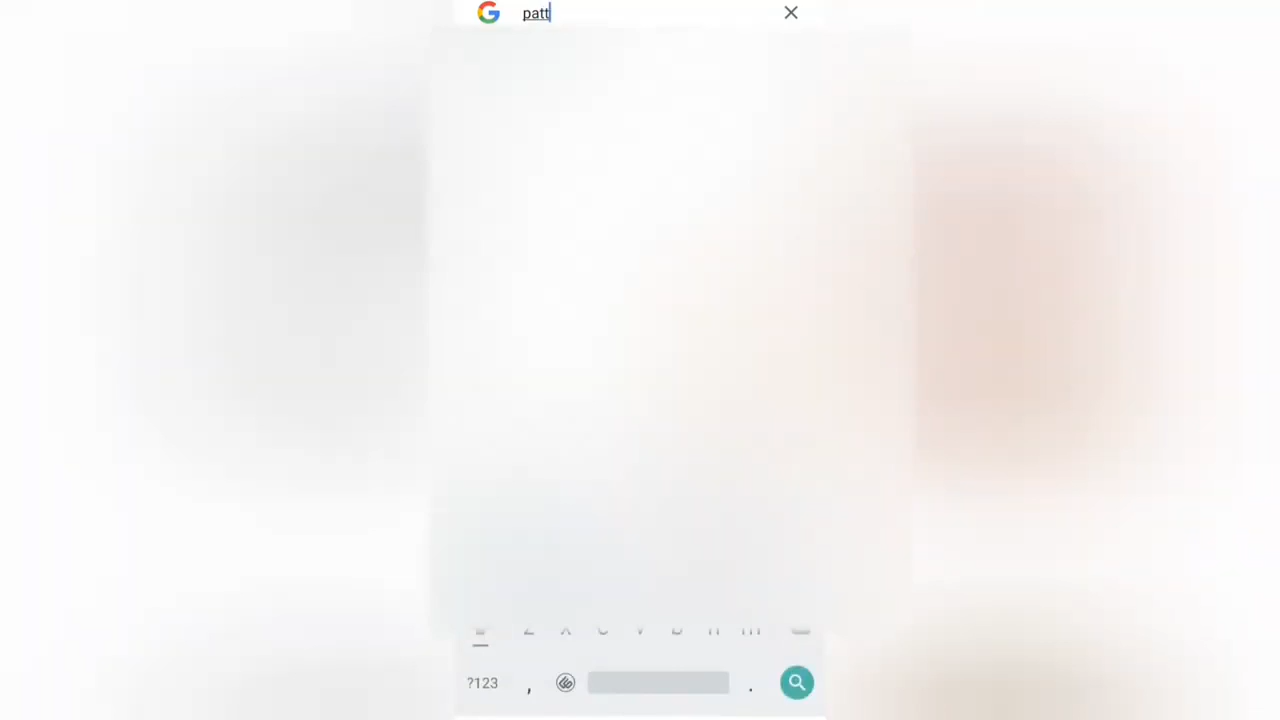 patt
z x c v b n m
?123 , .